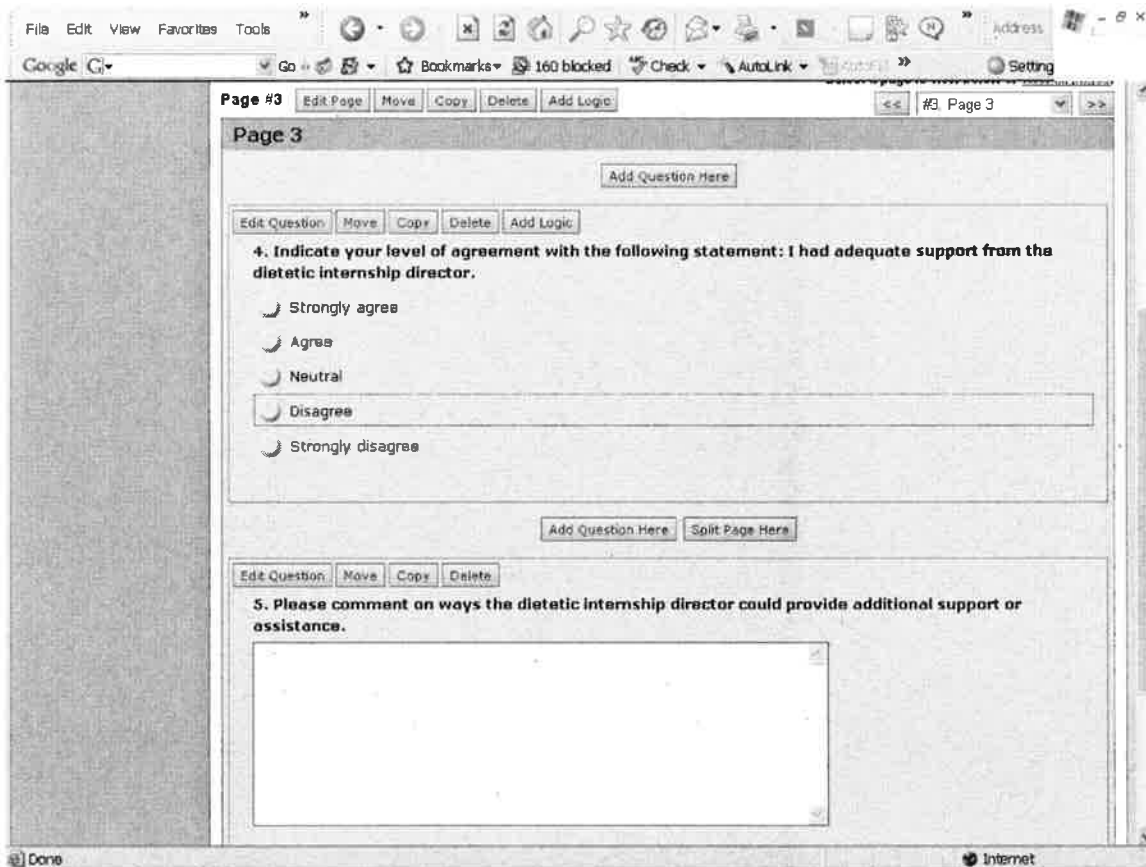 File Edit View Favorites Tools » » Address
Google G Go Bookmarks 160 blocked Check AutoLink » Setting
Page #3 Edit Page Move Copy Delete Add Logic << #3. Page 3 >>
Page 3
Add Question Here
Edit Question Move Copy Delete Add Logic
4. Indicate your level of agreement with the following statement: I had adequate support from the
dietetic internship director.
Strongly agree
Agree
Neutral
Disagree
Strongly disagree
Add Question Here Split Page Here
Edit Question Move Copy Delete
5. Please comment on ways the dietetic internship director could provide additional support or
assistance.
Done Internet